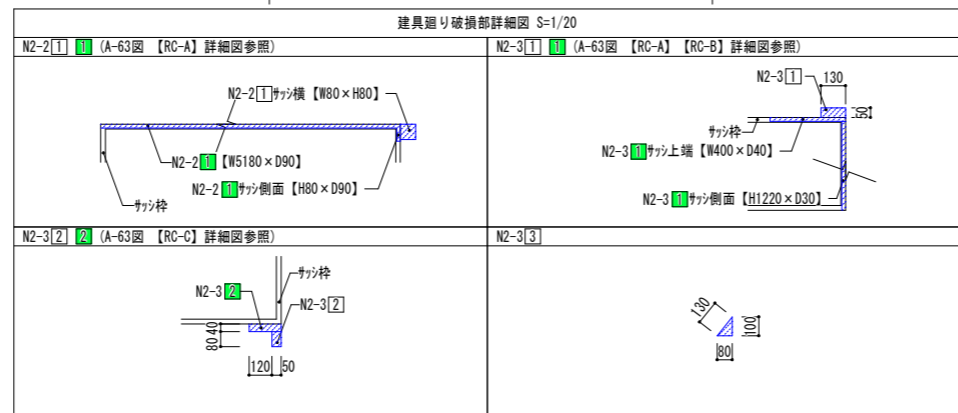 建具廻り破損部詳細図 S=1/20
N2-2 1 1 (A-63図 【RC-A】詳細図参照)
N2-2 1 ｻｯｼ横【W80×H80】
N2-2 1 【W5180×D90】
N2-2 1 ｻｯｼ側面【H80×D90】
ｻｯｼ枠
N2-3 1 1 (A-63図 【RC-A】【RC-B】詳細図参照)
N2-3 1
130
50
ｻｯｼ枠
N2-3 1 ｻｯｼ上端【W400×D40】
N2-3 1 ｻｯｼ側面【H1220×D30】
N2-3 2 2 (A-63図 【RC-C】詳細図参照)
ｻｯｼ枠
N2-3 2
N2-3 2
80 40
120 50
N2-3 3
130
100
80